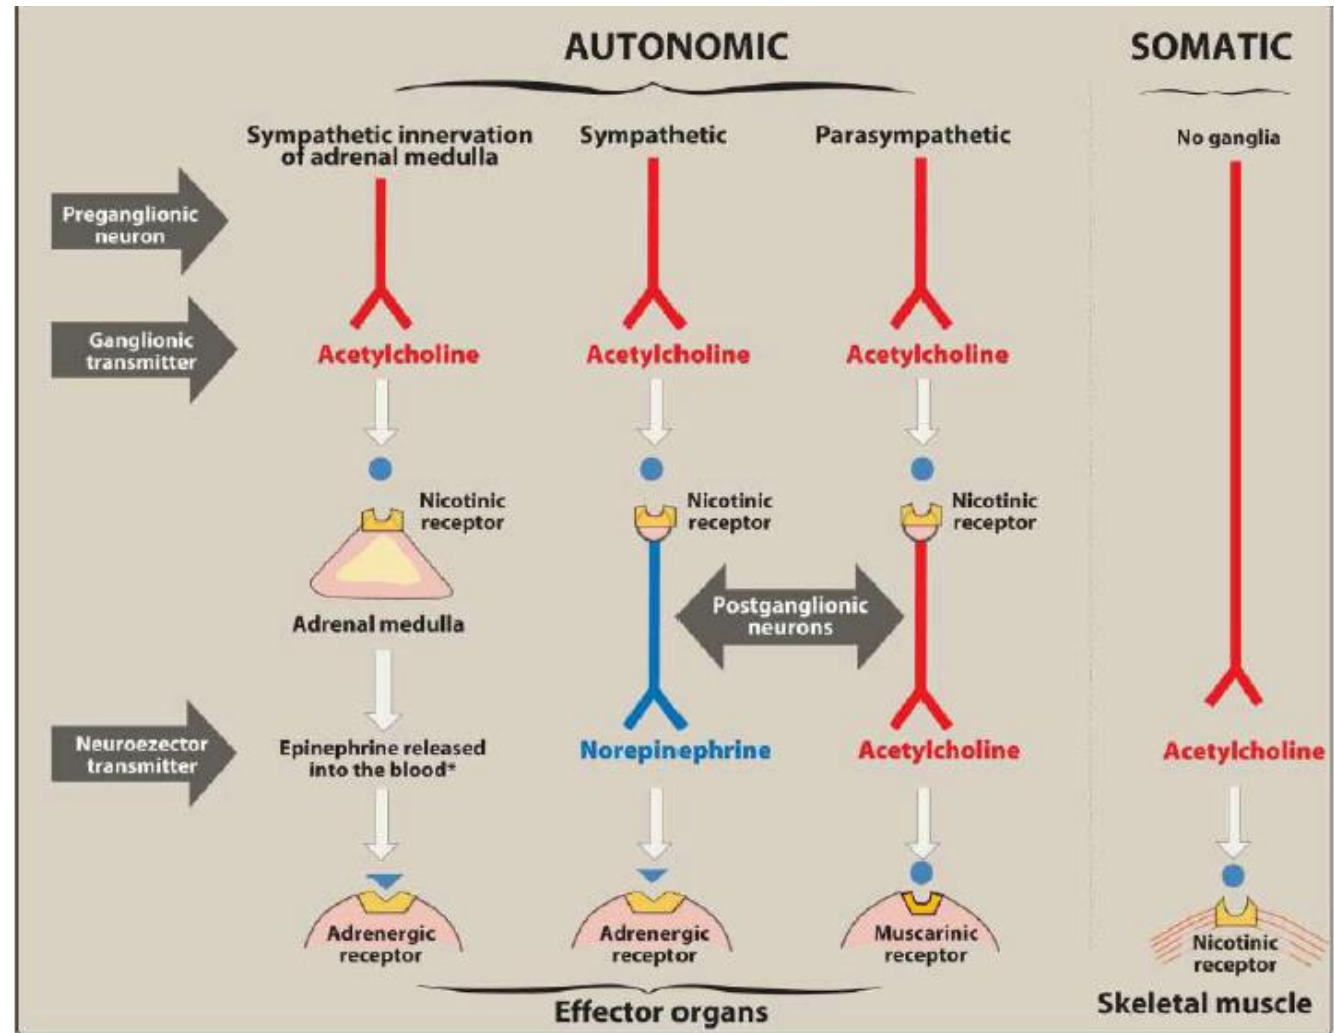 AUTONOMIC
SOMATIC
Sympathetic innervation
of adrenal medulla
Sympathetic
Parasympathetic
No ganglia
Preganglionic
neuron
Ganglionic
transmitter
Acetylcholine
Acetylcholine
Acetylcholine
Nicotinic
receptor
Nicotinic
receptor
Nicotinic
receptor
Adrenal medulla
Postganglionic
neurons
Neuroezector
transmitter
Epinephrine released
into the blood*
Norepinephrine
Acetylcholine
Acetylcholine
Adrenergic
receptor
Adrenergic
receptor
Muscarinic
receptor
Nicotinic
receptor
Effector organs
Skeletal muscle